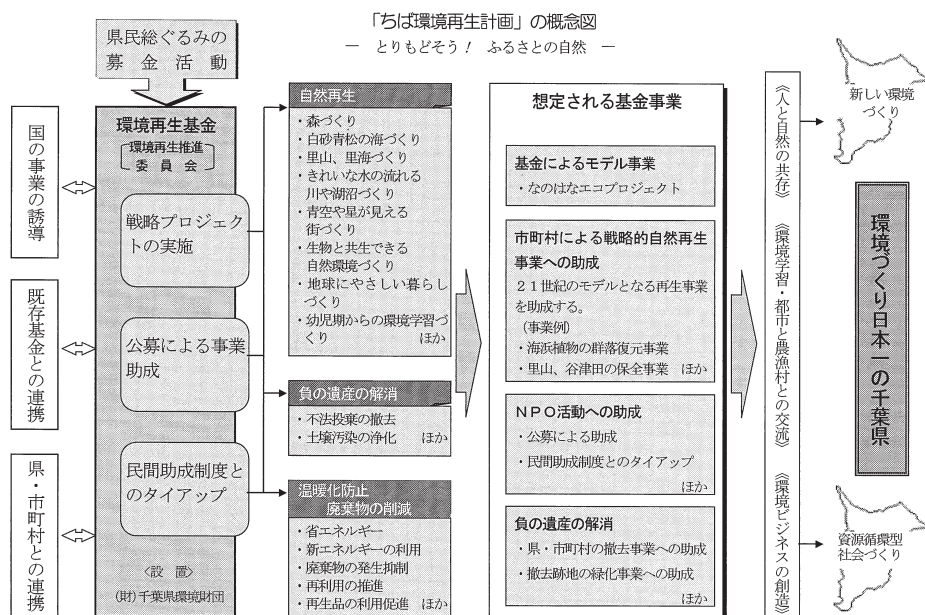 「ちば環境再生計画」の概念図
― とりもどそう！ ふるさとの自然 ―
県民総ぐるみの
募金活動
国の事業の誘導
既存基金との連携
県・市町村との連携
環境再生基金
環境再生推進
委員会
戦略プロジェク
トの実施
公募による事業
助成
民間助成制度と
のタイアップ
〈設 置〉
(財)千葉県環境財団
自然再生
・森づくり
・白砂青松の海づくり
・里山、里海づくり
・きれいな水の流れる
川や湖沼づくり
・青空や星が見える
街づくり
・生物と共生できる
自然環境づくり
・地球にやさしい暮らし
づくり
・幼児期からの環境学習づ
くり ほか
負の遺産の解消
・不法投棄の撤去
・土壌汚染の浄化 ほか
温暖化防止
廃棄物の削減
・省エネルギー
・新エネルギーの利用
・廃棄物の発生抑制
・再利用の推進
・再生品の利用促進 ほか
想定される基金事業
基金によるモデル事業
・なのはなエコプロジェクト
市町村による戦略的自然再生
事業への助成
２１世紀のモデルとなる再生事業
を助成する。
(事業例)
・海浜植物の群落復元事業
・里山、谷津田の保全事業 ほか
ＮＰＯ活動への助成
・公募による助成
・民間助成制度とのタイアップ
ほか
負の遺産の解消
・県・市町村の撤去事業への助成
・撤去跡地の緑化事業への助成
ほか
《人と自然の共存》
《環境学習・都市と農漁村との交流》
《環境ビジネスの創造》
新しい環境
づくり
環境づくり日本一の千葉県
資源循環型
社会づくり